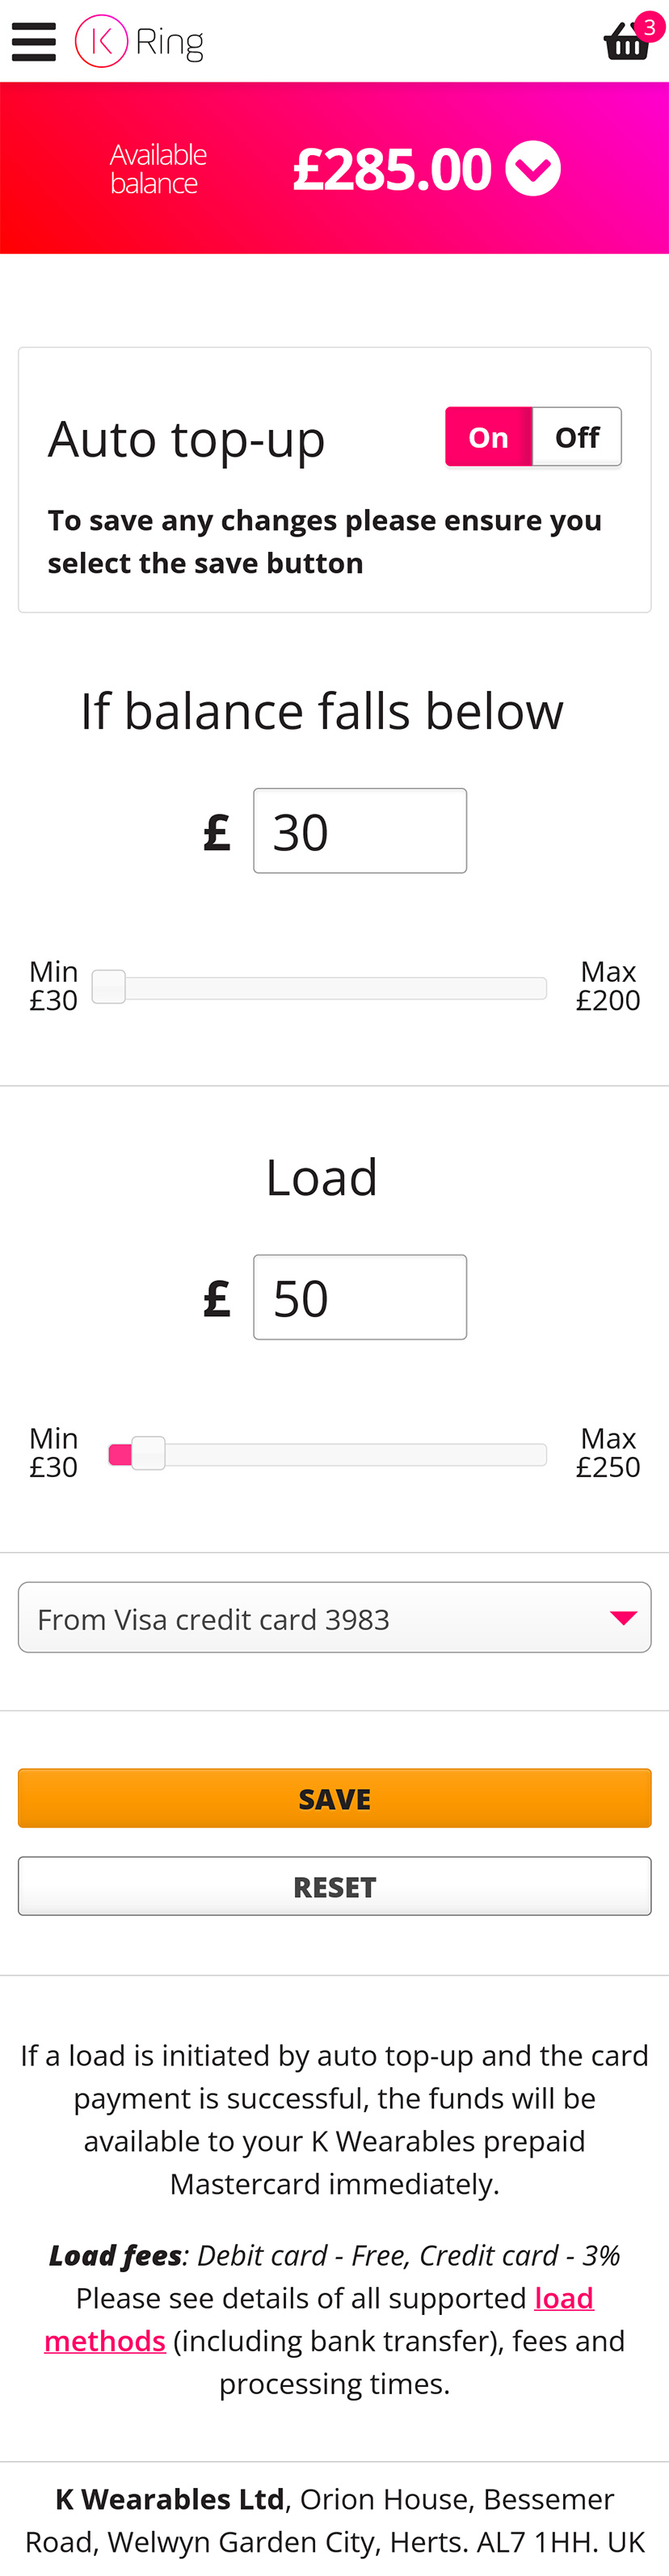 K Ring
3
Available
balance
£285.00
Auto top-up
On
Off
To save any changes please ensure you
select the save button
If balance falls below
£ 30
Min
£30
Max
£200
Load
£ 50
Min
£30
Max
£250
From Visa credit card 3983
SAVE
RESET
If a load is initiated by auto top-up and the card
payment is successful, the funds will be
available to your K Wearables prepaid
Mastercard immediately.
Load fees: Debit card - Free, Credit card - 3%
Please see details of all supported load
methods (including bank transfer), fees and
processing times.
K Wearables Ltd, Orion House, Bessemer
Road, Welwyn Garden City, Herts. AL7 1HH. UK